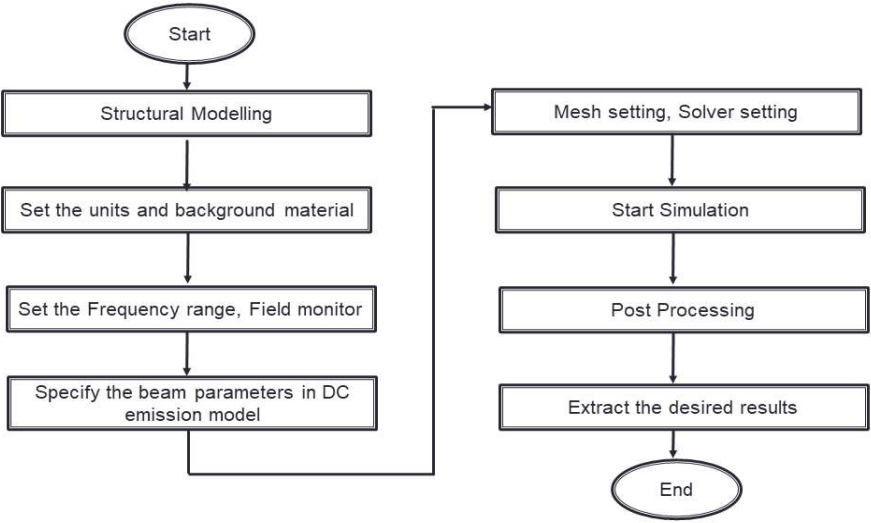 Start
Structural Modelling
Set the units and background material
Set the Frequency range, Field monitor
Specify the beam parameters in DC
emission model
Mesh setting, Solver setting
Start Simulation
Post Processing
Extract the desired results
End